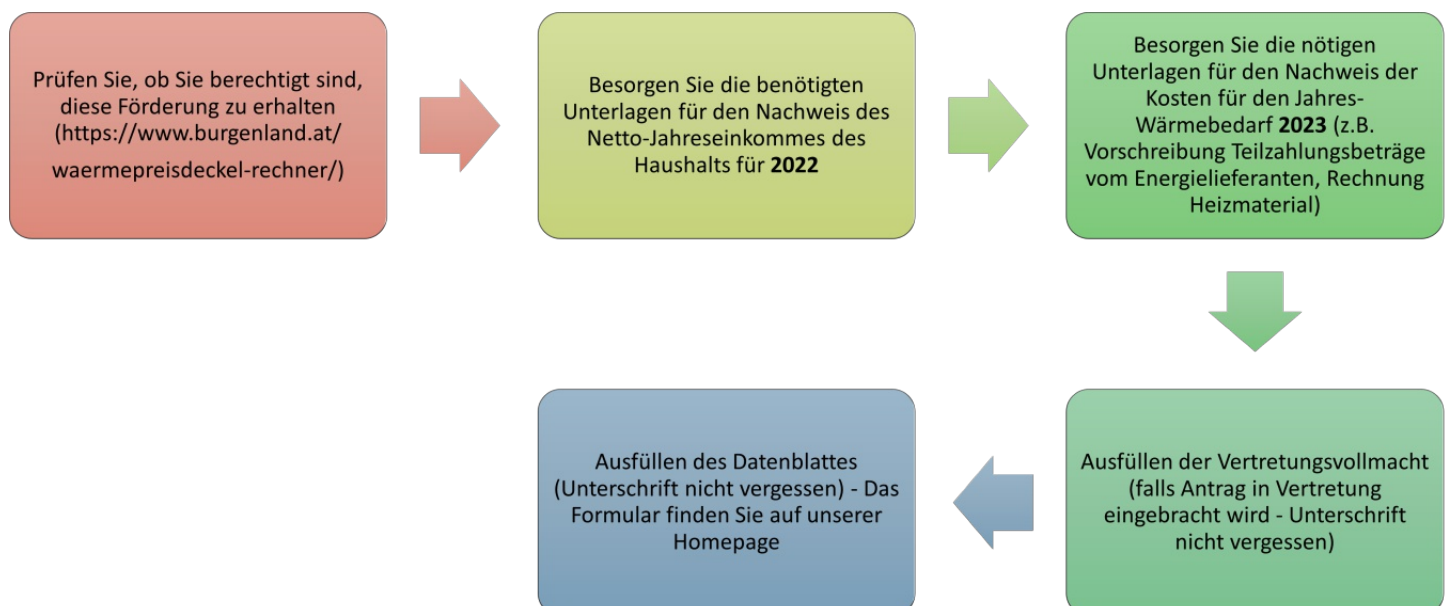 Prüfen Sie, ob Sie berechtigt sind,
diese Förderung zu erhalten
(https://www.burgenland.at/
waermepreisdeckel-rechner/)
Besorgen Sie die benötigten
Unterlagen für den Nachweis des
Netto-Jahreseinkommes des
Haushalts für 2022
Besorgen Sie die nötigen
Unterlagen für den Nachweis der
Kosten für den Jahres-
Wärmebedarf 2023 (z.B.
Vorschreibung Teilzahlungsbeträge
vom Energielieferanten, Rechnung
Heizmaterial)
Ausfüllen der Vertretungsvollmacht
(falls Antrag in Vertretung
eingebracht wird - Unterschrift
nicht vergessen)
Ausfüllen des Datenblattes
(Unterschrift nicht vergessen) - Das
Formular finden Sie auf unserer
Homepage